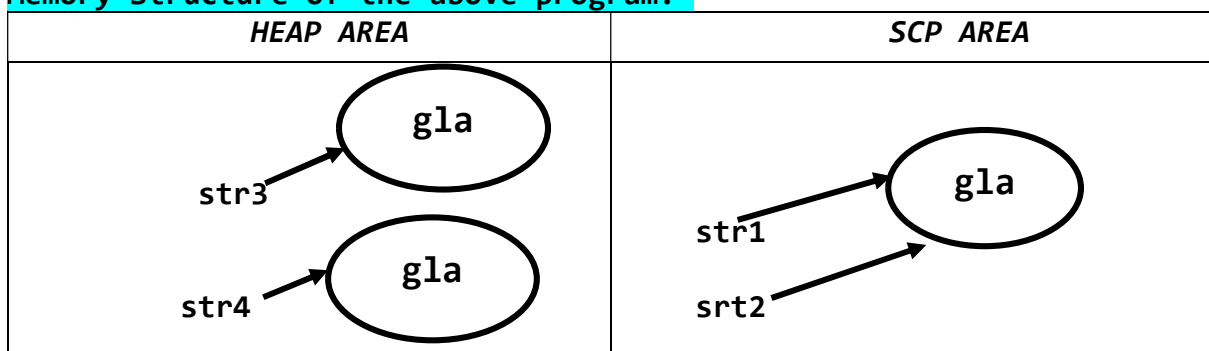 Memory Structure of the above program:
HEAP AREA SCP AREA
gla
str3
gla
str4
gla
str1
srt2